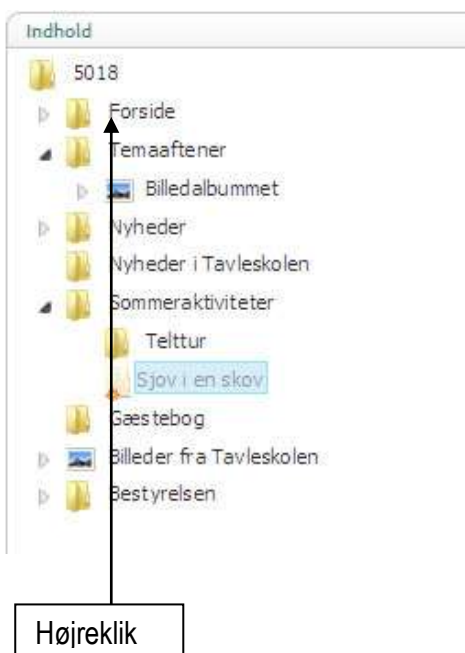 Indhold
5018
Forside
Temaaftener
Billedalbummet
Nyheder
Nyheder i Tavleskolen
Sommeraktiviteter
Telttur
Sjov i en skov
Gæstebog
Billeder fra Tavleskolen
Bestyrelsen
Højreklik